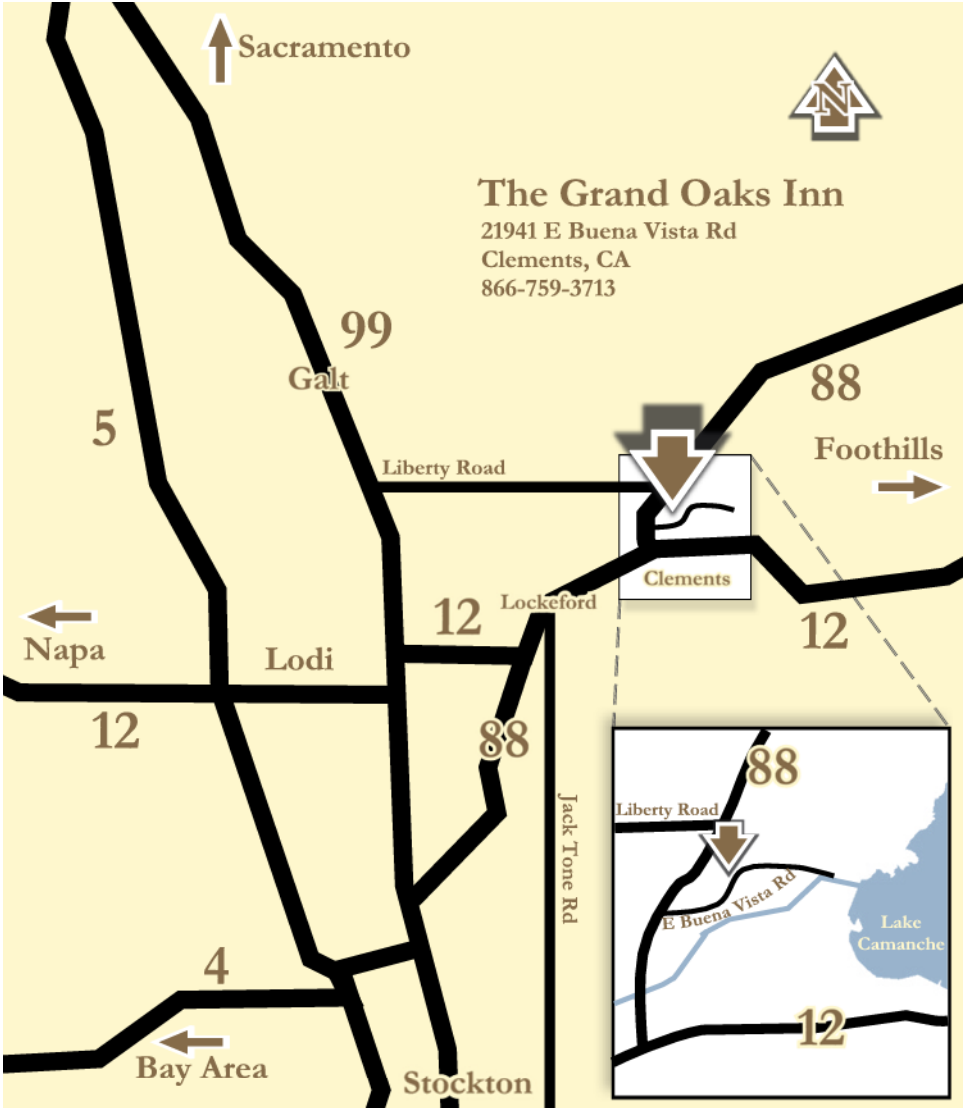 Sacramento
N
The Grand Oaks Inn
21941 E Buena Vista Rd
Clements, CA
866-759-3713
99
Galt
88
5
Foothills
Liberty Road
Clements
Lockeford
12
12
Napa
Lodi
12
88
88
Jack Tone Rd
Liberty Road
E Buena Vista Rd
Lake
Camanche
4
12
Bay Area
Stockton